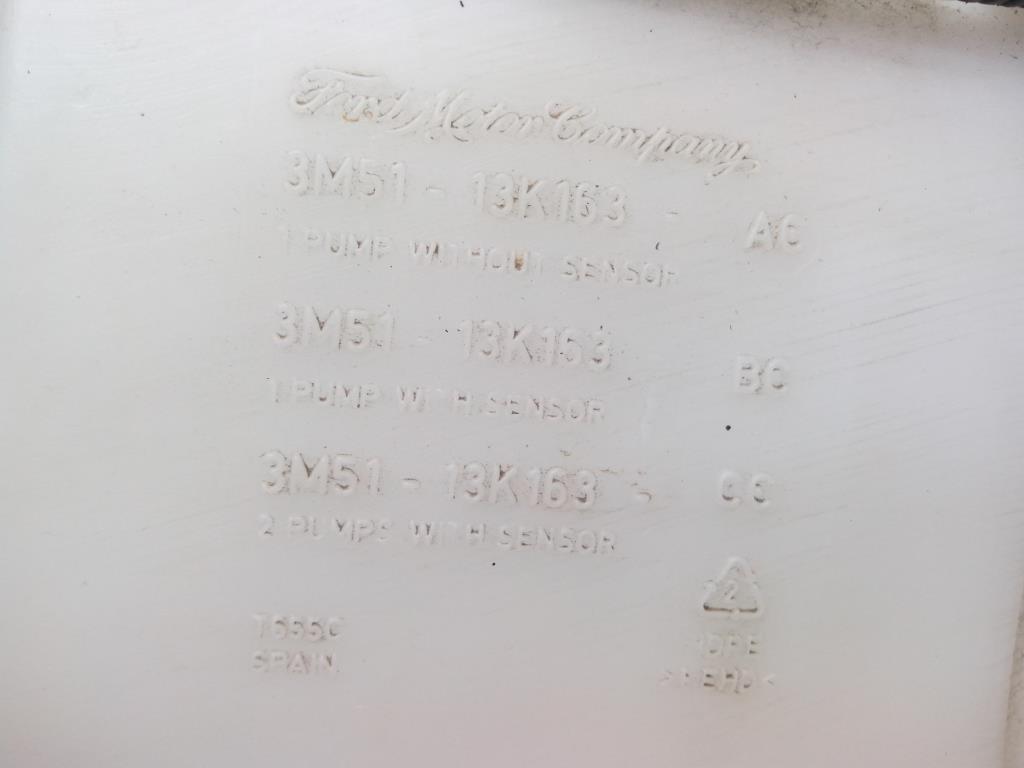 Ford Motor Company
3M51 - 13K163 - AC
1 PUMP WITHOUT SENSOR
3M51 - 13K163 BC
1 PUMP WITH SENSOR
3M51 - 13K163 - CC
2 PUMPS WITH SENSOR
2
T655C
HDPE
SPAIN
>PEHD<